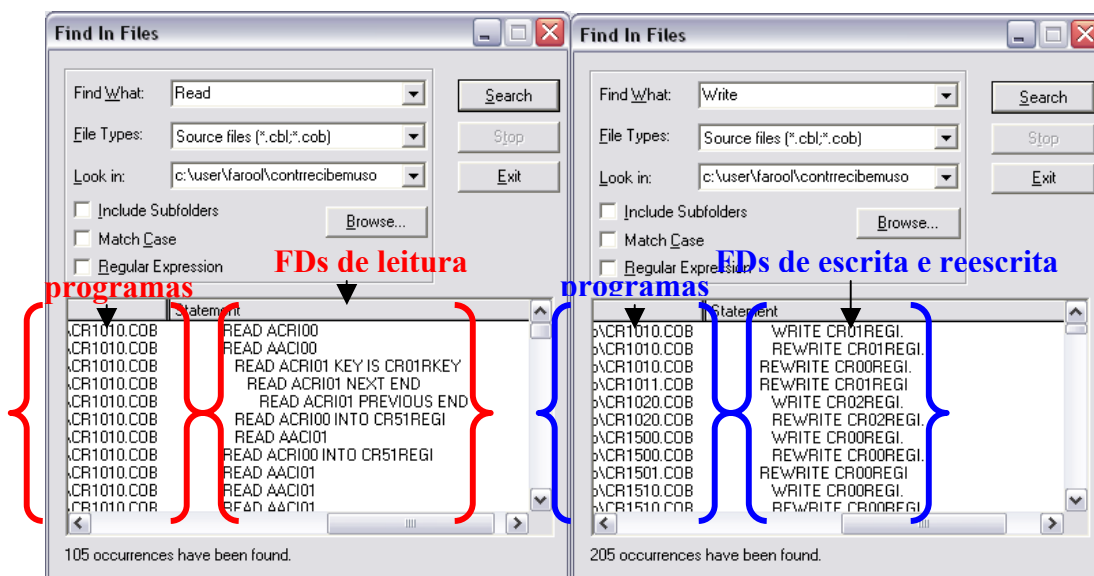 Find In Files
Find What: Read Search
File Types: Source files (*.cbl;*.cob) Stop
Look in: c:\user\farool\contrrecibemuso Exit
Include Subfolders
Browse...
Match Case
Regular Expression
FDs de leitura
programas
Statement
\CR1010.COB READ ACRI00
\CR1010.COB READ AACI00
\CR1010.COB READ ACRI01 KEY IS CR01RKEY
\CR1010.COB READ ACRI01 NEXT END
\CR1010.COB READ ACRI01 PREVIOUS END
\CR1010.COB READ ACRI00 INTO CR51REGI
\CR1010.COB READ AACI01
\CR1010.COB READ ACRI00 INTO CR51REGI
\CR1010.COB READ AACI01
\CR1010.COB READ AACI01
\CR1010.COB READ AACI01
105 occurrences have been found.
Find In Files
Find What: Write Search
File Types: Source files (*.cbl;*.cob) Stop
Look in: c:\user\farool\contrrecibemuso Exit
Include Subfolders
Browse...
Match Case
Regular Expression
FDs de escrita e reescrita
programas
Statement
o\CR1010.COB WRITE CR01REGI.
o\CR1010.COB REWRITE CR01REGI.
o\CR1010.COB REWRITE CR00REGI.
o\CR1011.COB REWRITE CR01REGI
o\CR1020.COB WRITE CR02REGI.
o\CR1020.COB REWRITE CR02REGI.
o\CR1500.COB WRITE CR00REGI.
o\CR1500.COB REWRITE CR00REGI.
o\CR1501.COB REWRITE CR00REGI
o\CR1510.COB WRITE CR00REGI.
o\CR1510.COB REWRITE CR00REGI.
205 occurrences have been found.